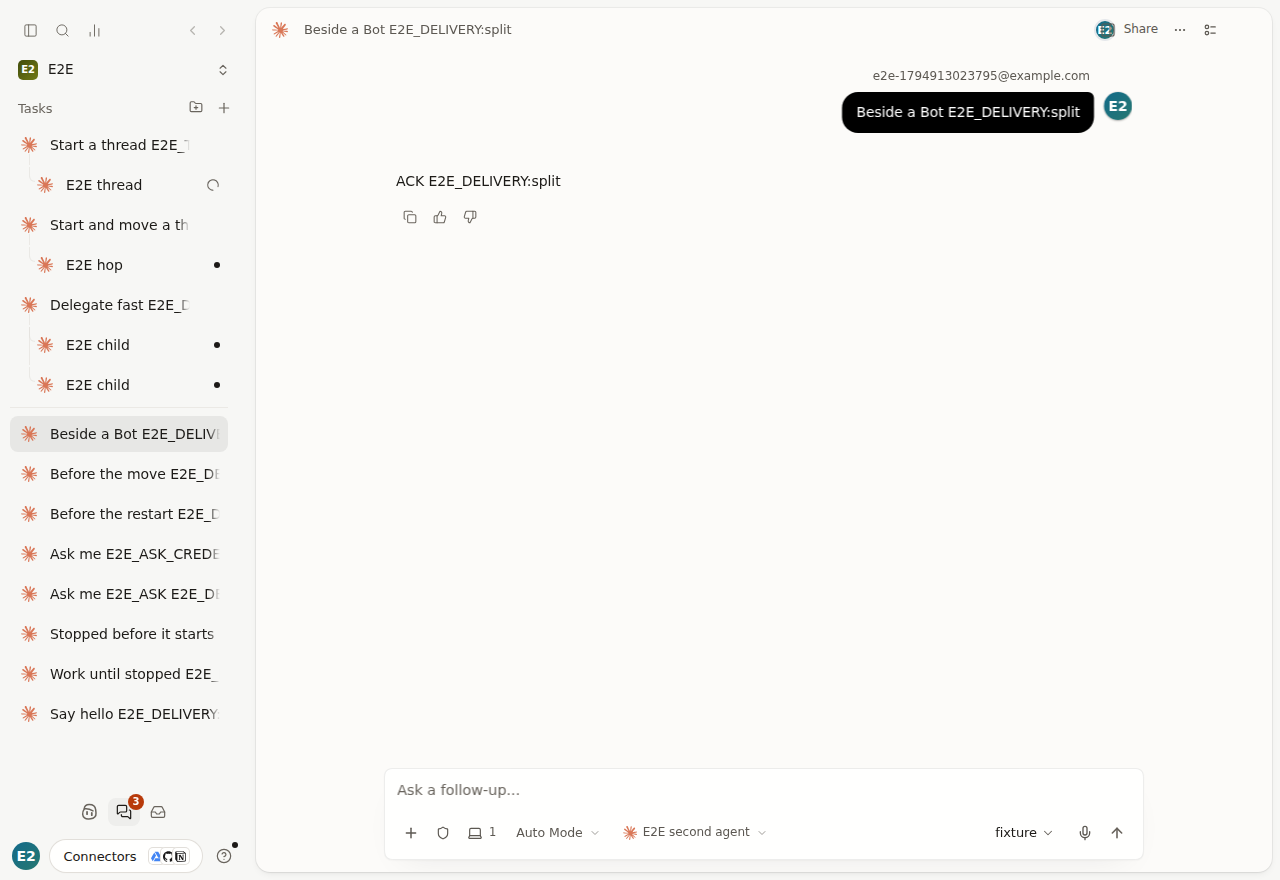 E2 E2E
Tasks
Start a thread E2E_
E2E thread
Start and move a th
E2E hop
Delegate fast E2E_D
E2E child
E2E child
Beside a Bot E2E_DELIV
Before the move E2E_DE
Before the restart E2E_D
Ask me E2E_ASK_CREDE
Ask me E2E_ASK E2E_DE
Stopped before it starts
Work until stopped E2E_
Say hello E2E_DELIVERY:
3
E2 Connectors
Beside a Bot E2E_DELIVERY:split
Share
e2e-1794913023795@example.com
Beside a Bot E2E_DELIVERY:split
E2
ACK E2E_DELIVERY:split
Ask a follow-up...
1 Auto Mode E2E second agent fixture